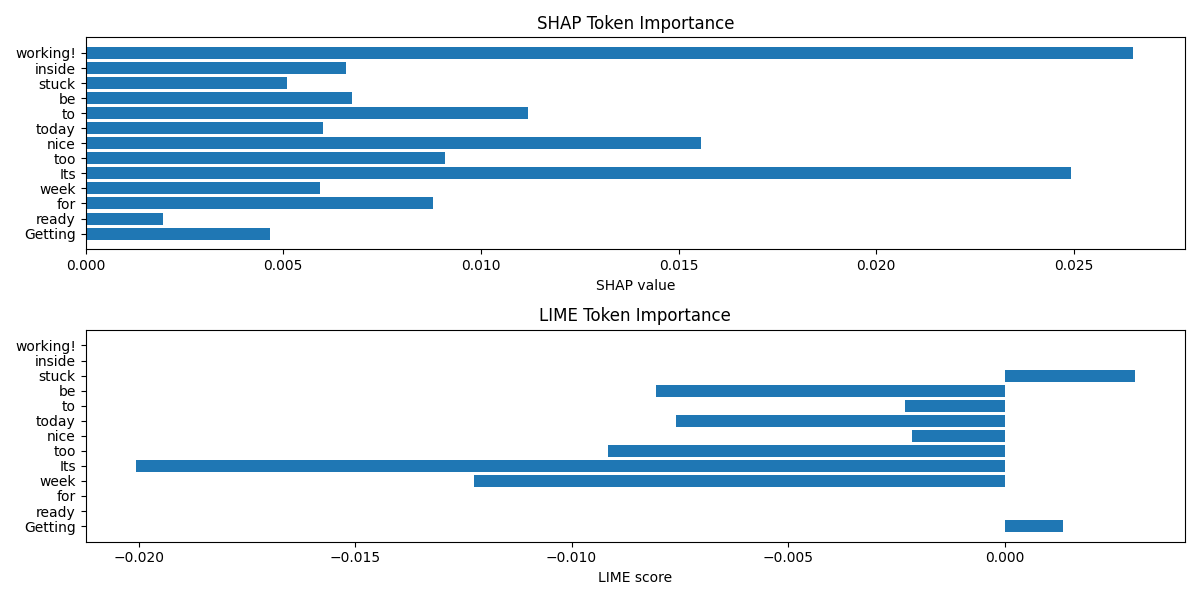 SHAP Token Importance
working!
inside
stuck
be
to
today
nice
too
Its
week
for
ready
Getting
0.000 0.005 0.010 0.015 0.020 0.025
SHAP value
LIME Token Importance
working!
inside
stuck
be
to
today
nice
too
Its
week
for
ready
Getting
−0.020 −0.015 −0.010 −0.005 0.000
LIME score